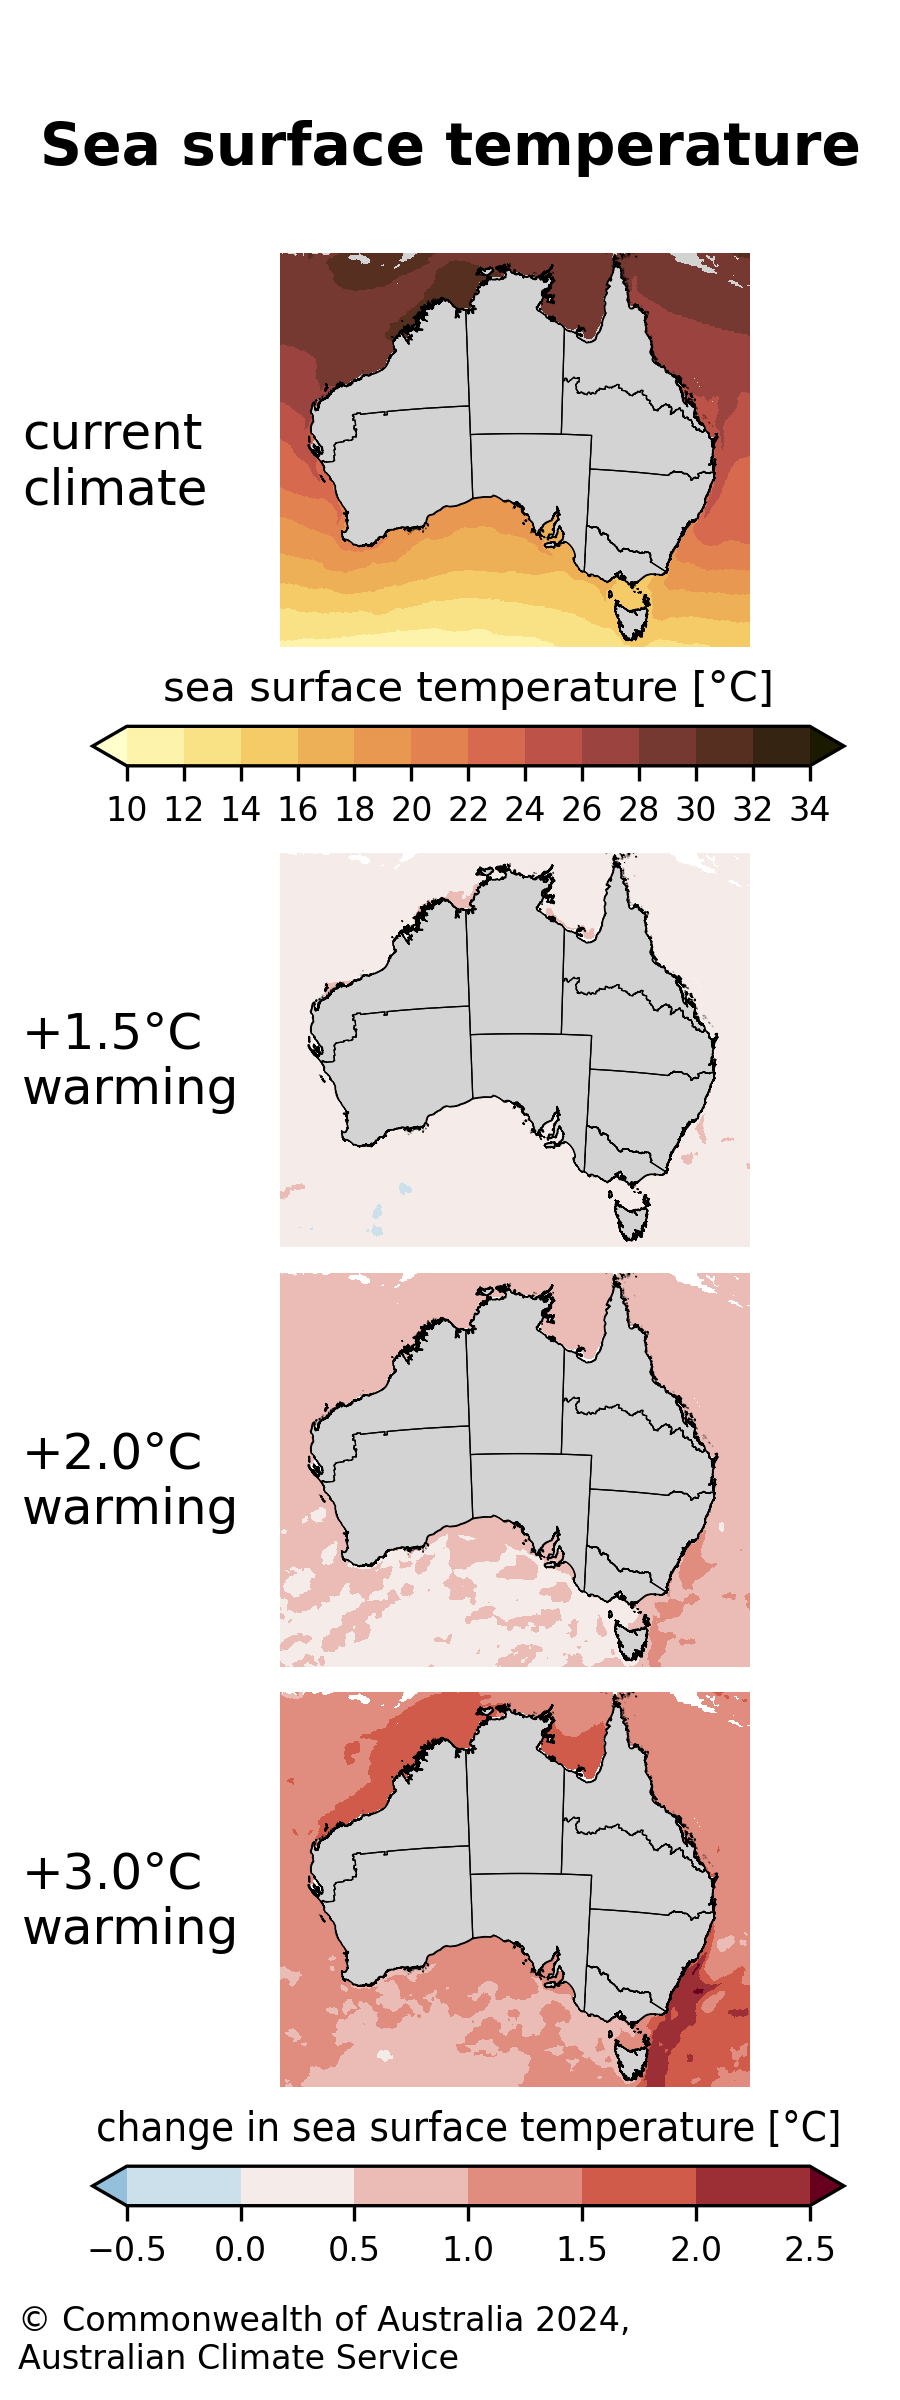 Sea surface temperature
current
climate
sea surface temperature [°C]
10 12 14 16 18 20 22 24 26 28 30 32 34
+1.5°C
warming
+2.0°C
warming
+3.0°C
warming
change in sea surface temperature [°C]
−0.5 0.0 0.5 1.0 1.5 2.0 2.5
© Commonwealth of Australia 2024,
Australian Climate Service